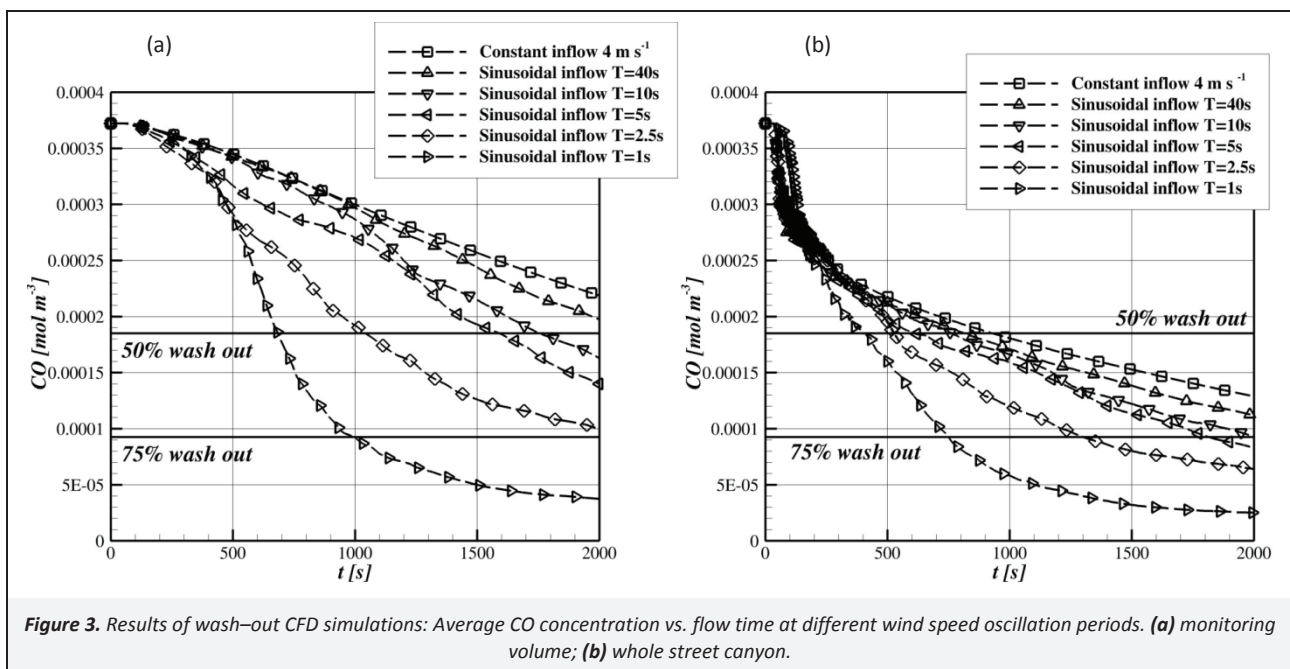 (a)
Constant inflow 4 m s-1
Sinusoidal inflow T=40s
Sinusoidal inflow T=10s
Sinusoidal inflow T=5s
Sinusoidal inflow T=2.5s
Sinusoidal inflow T=1s
0.0004
0.00035
0.0003
0.00025
0.0002
0.00015
0.0001
5E-05
0
CO [mol m-3]
50% wash out
75% wash out
0 500 1000 1500 2000
t [s]
(b)
Constant inflow 4 m s-1
Sinusoidal inflow T=40s
Sinusoidal inflow T=10s
Sinusoidal inflow T=5s
Sinusoidal inflow T=2.5s
Sinusoidal inflow T=1s
0.0004
0.00035
0.0003
0.00025
0.0002
0.00015
0.0001
5E-05
0
CO [mol m-3]
50% wash out
75% wash out
0 500 1000 1500 2000
t [s]
Figure 3. Results of wash–out CFD simulations: Average CO concentration vs. flow time at different wind speed oscillation periods. (a) monitoring
volume; (b) whole street canyon.